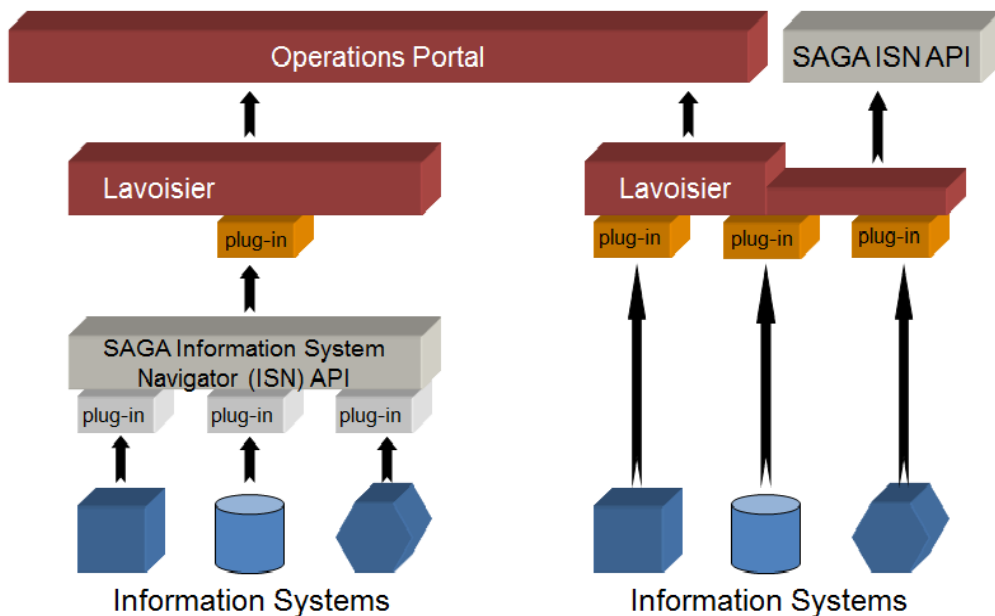 Operations Portal
SAGA ISN API
Lavoisier
Lavoisier
plug-in
plug-in
plug-in
plug-in
SAGA Information System
Navigator (ISN) API
plug-in
plug-in
plug-in
Information Systems
Information Systems